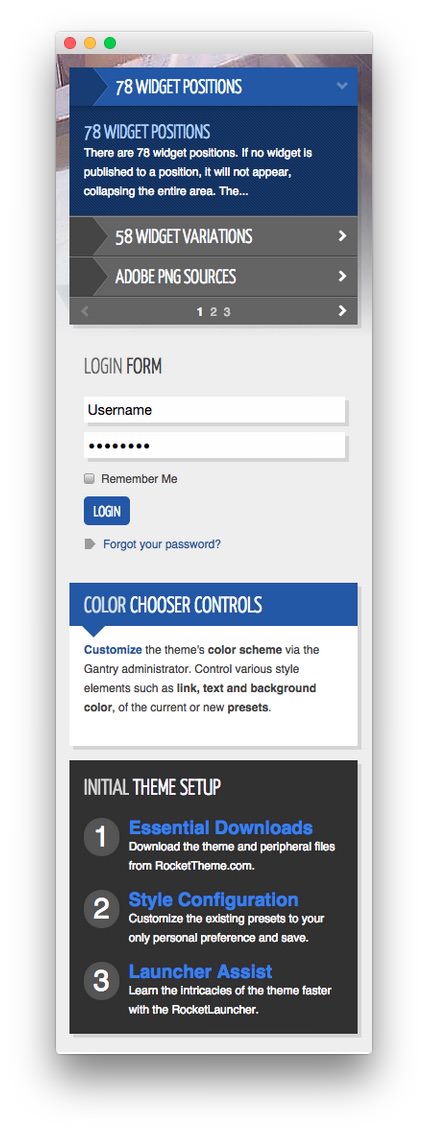 78 WIDGET POSITIONS
78 WIDGET POSITIONS
There are 78 widget positions. If no widget is
published to a position, it will not appear,
collapsing the entire area. The...
58 WIDGET VARIATIONS
ADOBE PNG SOURCES
1 2 3
LOGIN FORM
Username
••••••••
Remember Me
LOGIN
Forgot your password?
COLOR CHOOSER CONTROLS
Customize the theme's color scheme via the
Gantry administrator. Control various style
elements such as link, text and background
color, of the current or new presets.
INITIAL THEME SETUP
1 Essential Downloads
Download the theme and peripheral files
from RocketTheme.com.
2 Style Configuration
Customize the existing presets to your
only personal preference and save.
3 Launcher Assist
Learn the intricacies of the theme faster
with the RocketLauncher.